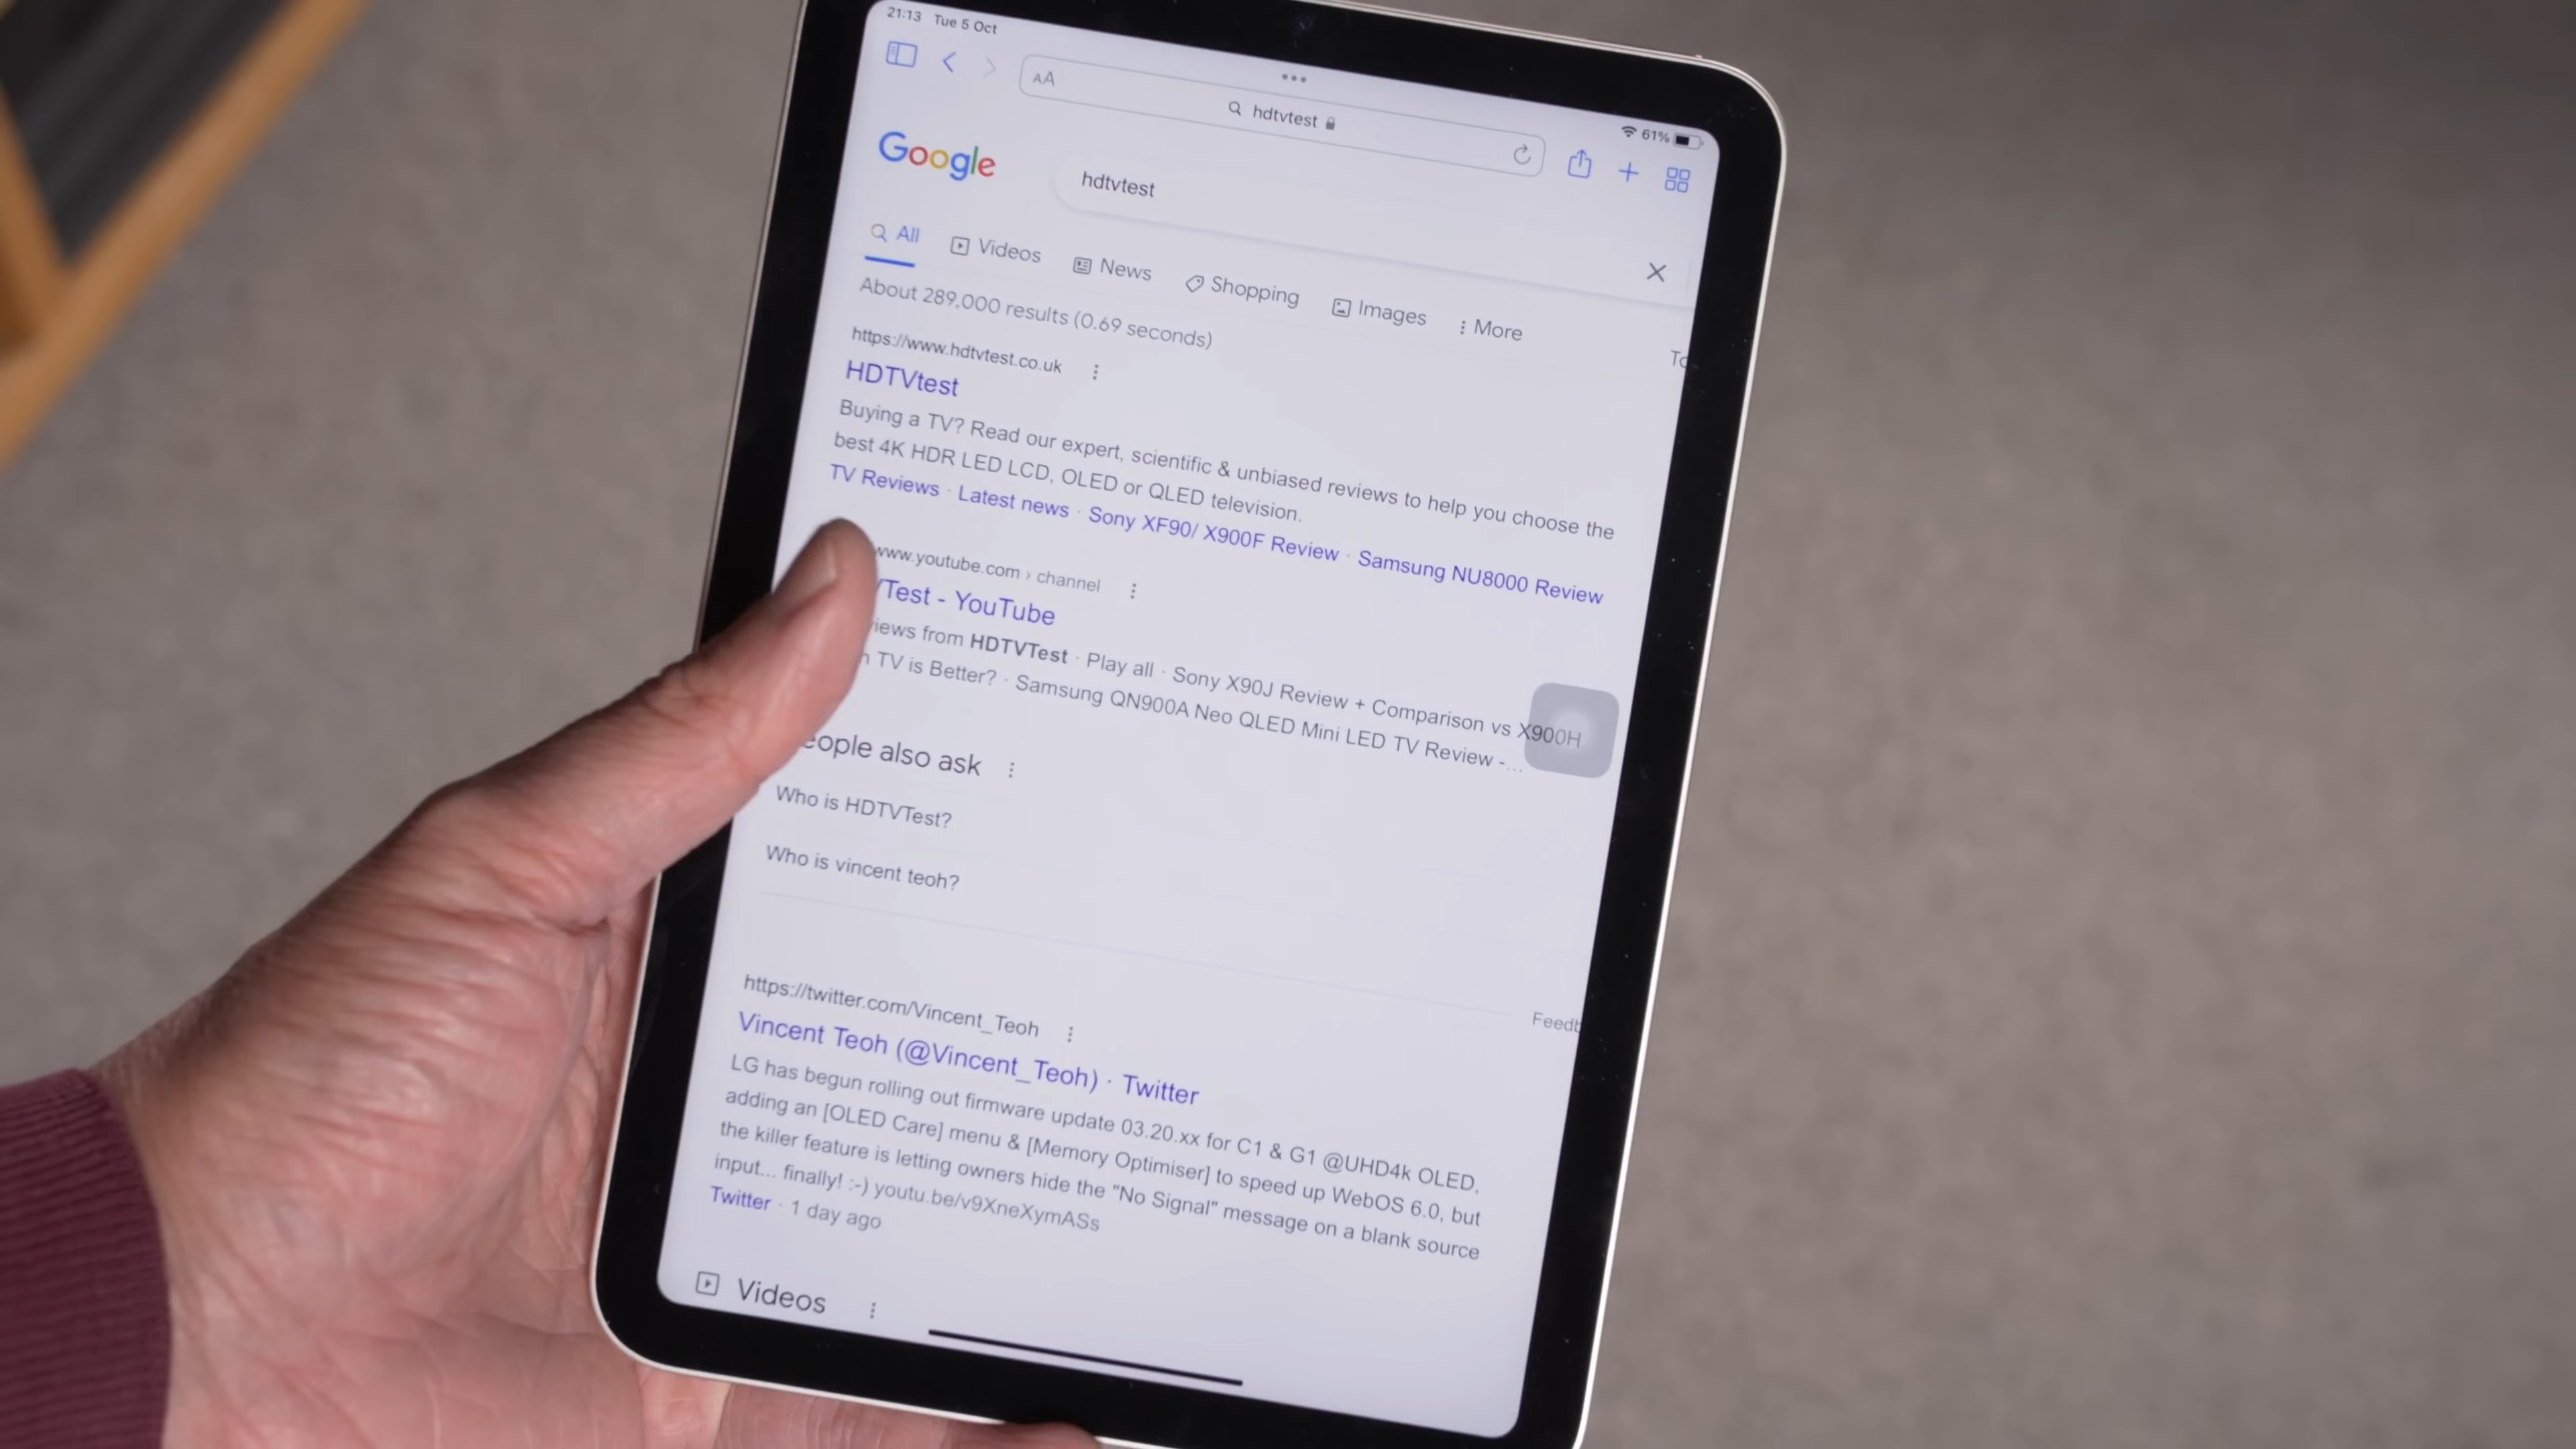 21:13 Tue 5 Oct
61%
AA
hdtvtest
Google
hdtvtest
All Videos News Shopping Images More
About 289,000 results (0.69 seconds)
https://www.hdtvtest.co.uk
HDTVtest
Buying a TV? Read our expert, scientific & unbiased reviews to help you choose the
best 4K HDR LED LCD, OLED or QLED television.
TV Reviews · Latest news · Sony XF90/ X900F Review · Samsung NU8000 Review
www.youtube.com › channel
Test - YouTube
from HDTVTest · Play all · Sony X90J Review + Comparison vs X900H
TV is Better? · Samsung QN900A Neo QLED Mini LED TV Review -...
eople also ask
Who is HDTVTest?
Who is vincent teoh?
Feedb
https://twitter.com/Vincent_Teoh
Vincent Teoh (@Vincent_Teoh) · Twitter
LG has begun rolling out firmware update 03.20.xx for C1 & G1 @UHD4k OLED,
adding an [OLED Care] menu & [Memory Optimiser] to speed up WebOS 6.0, but
the killer feature is letting owners hide the "No Signal" message on a blank source
input... finally! :-) youtu.be/v9XneXymASs
Twitter · 1 day ago
Videos